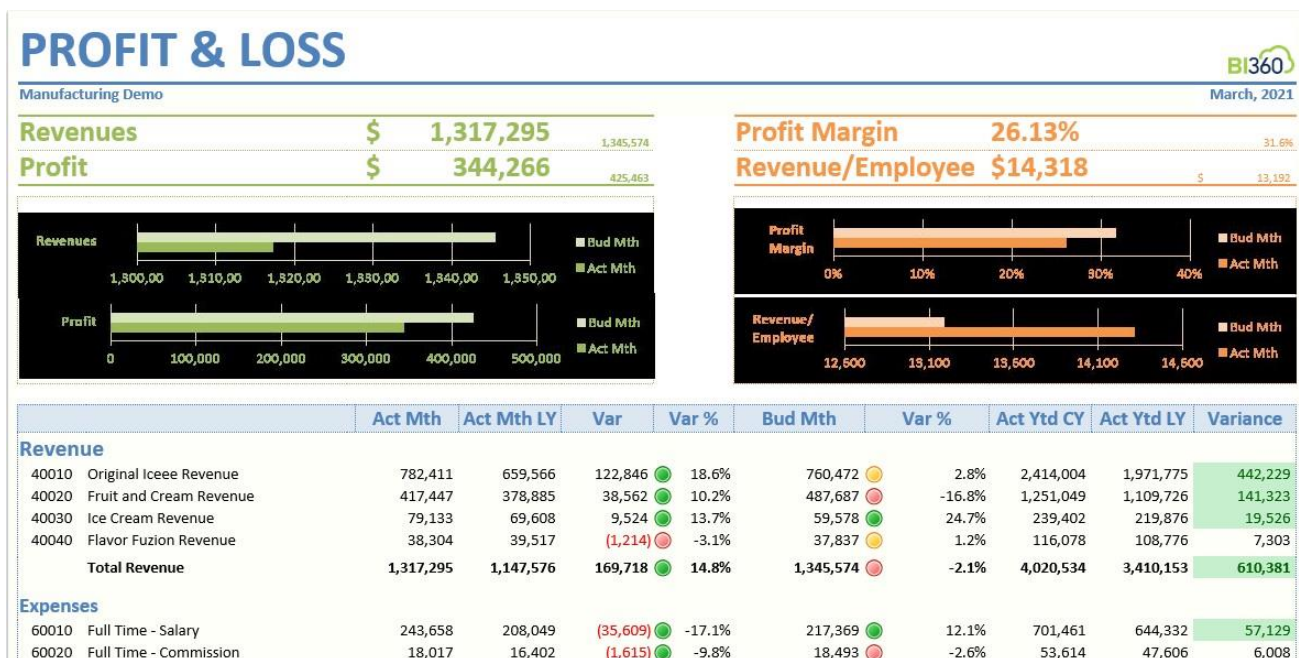 PROFIT & LOSS
BI360
Manufacturing Demo March, 2021
Revenues $ 1,317,295 1,345,574
Profit $ 344,266 425,463
Profit Margin 26.13% 31.6%
Revenue/Employee $14,318 $ 13,192
Revenues
Bud Mth
Act Mth
1,300,00 1,310,00 1,320,00 1,330,00 1,340,00 1,350,00
Profit
Bud Mth
Act Mth
0 100,000 200,000 300,000 400,000 500,000
Profit
Margin
Bud Mth
Act Mth
0% 10% 20% 30% 40%
Revenue/
Employee
Bud Mth
Act Mth
12,600 13,100 13,600 14,100 14,600
Act Mth Act Mth LY Var Var % Bud Mth Var % Act Ytd CY Act Ytd LY Variance
Revenue
40010 Original Iceee Revenue 782,411 659,566 122,846 18.6% 760,472 2.8% 2,414,004 1,971,775 442,229
40020 Fruit and Cream Revenue 417,447 378,885 38,562 10.2% 487,687 -16.8% 1,251,049 1,109,726 141,323
40030 Ice Cream Revenue 79,133 69,608 9,524 13.7% 59,578 24.7% 239,402 219,876 19,526
40040 Flavor Fuzion Revenue 38,304 39,517 (1,214) -3.1% 37,837 1.2% 116,078 108,776 7,303
Total Revenue 1,317,295 1,147,576 169,718 14.8% 1,345,574 -2.1% 4,020,534 3,410,153 610,381
Expenses
60010 Full Time - Salary 243,658 208,049 (35,609) -17.1% 217,369 12.1% 701,461 644,332 57,129
60020 Full Time - Commission 18,017 16,402 (1,615) -9.8% 18,493 -2.6% 53,614 47,606 6,008